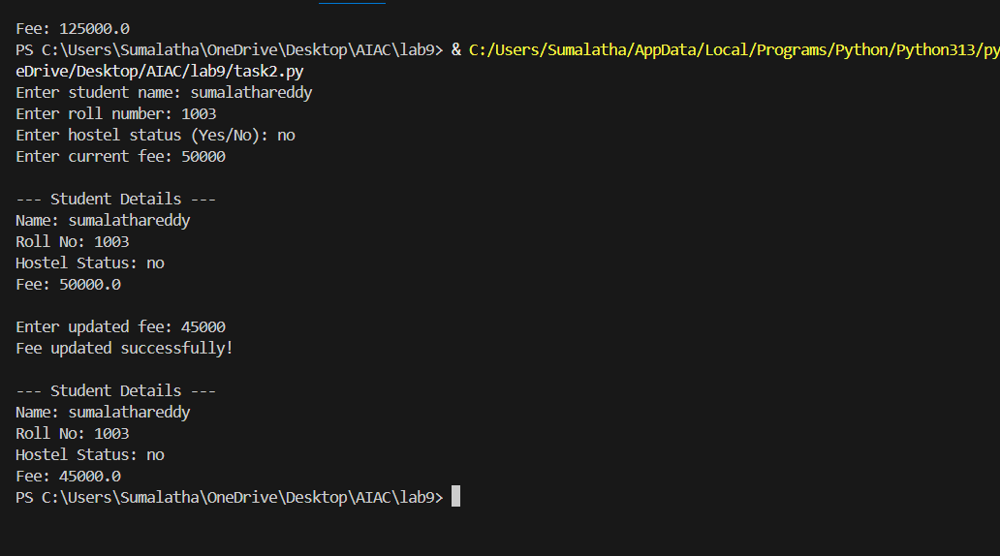 Fee: 125000.0
PS C:\Users\Sumalatha\OneDrive\Desktop\AIAC\lab9> & C:/Users/Sumalatha/AppData/Local/Programs/Python/Python313/py
eDrive/Desktop/AIAC/lab9/task2.py
Enter student name: sumalathareddy
Enter roll number: 1003
Enter hostel status (Yes/No): no
Enter current fee: 50000
--- Student Details ---
Name: sumalathareddy
Roll No: 1003
Hostel Status: no
Fee: 50000.0
Enter updated fee: 45000
Fee updated successfully!
--- Student Details ---
Name: sumalathareddy
Roll No: 1003
Hostel Status: no
Fee: 45000.0
PS C:\Users\Sumalatha\OneDrive\Desktop\AIAC\lab9>